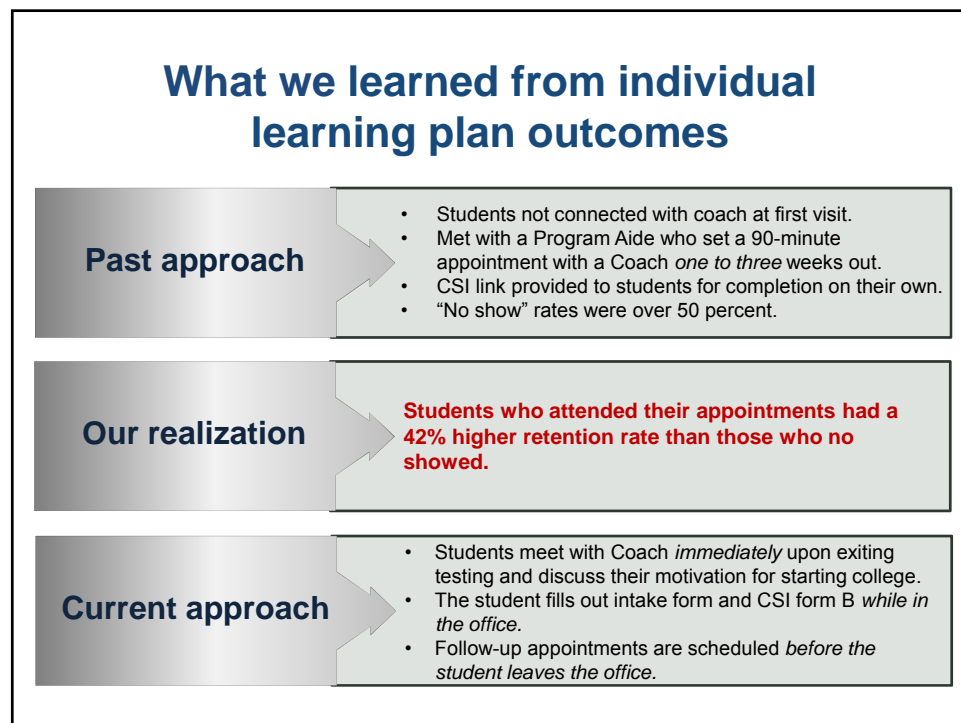 What we learned from individual
learning plan outcomes
Past approach
• Students not connected with coach at first visit.
• Met with a Program Aide who set a 90-minute
appointment with a Coach one to three weeks out.
• CSI link provided to students for completion on their own.
• “No show” rates were over 50 percent.
Our realization
Students who attended their appointments had a
42% higher retention rate than those who no
showed.
Current approach
• Students meet with Coach immediately upon exiting
testing and discuss their motivation for starting college.
• The student fills out intake form and CSI form B while in
the office.
• Follow-up appointments are scheduled before the
student leaves the office.